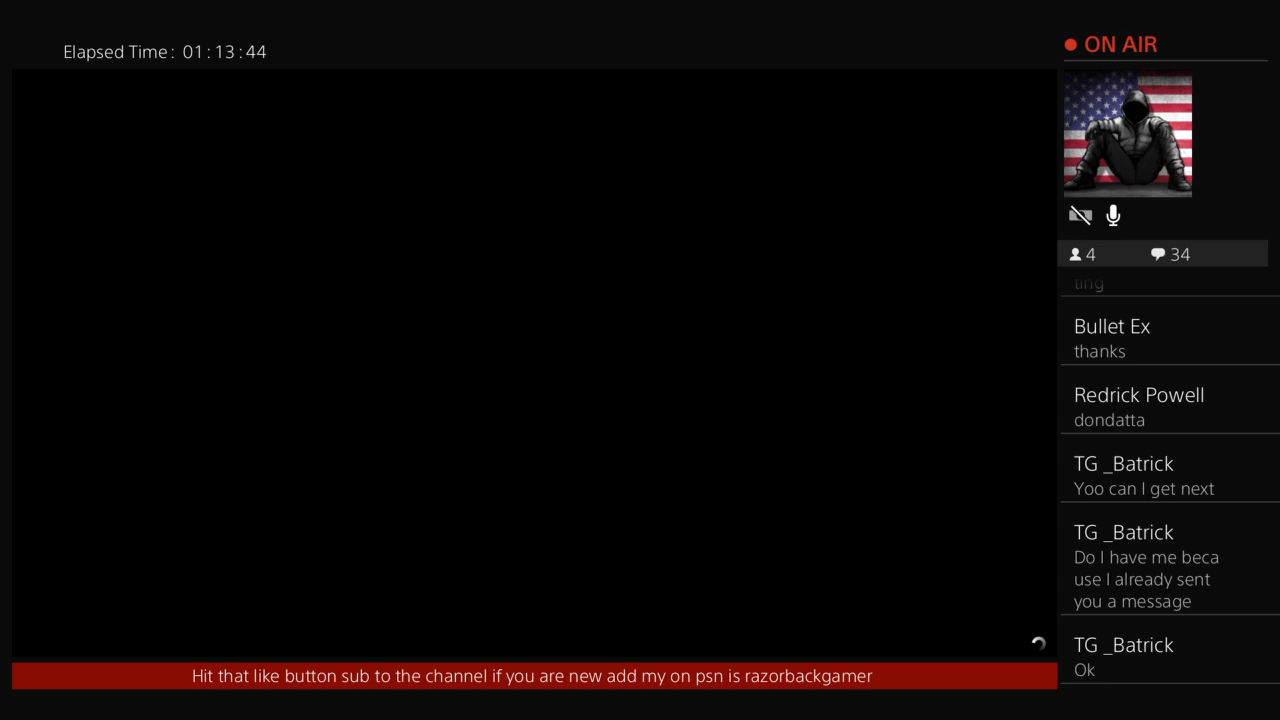 Elapsed Time: 01:13:44
ON AIR
4 34
ting
Bullet Ex
thanks
Redrick Powell
dondatta
TG _Batrick
Yoo can I get next
TG _Batrick
Do I have me beca
use I already sent
you a message
TG _Batrick
Ok
Hit that like button sub to the channel if you are new add my on psn is razorbackgamer